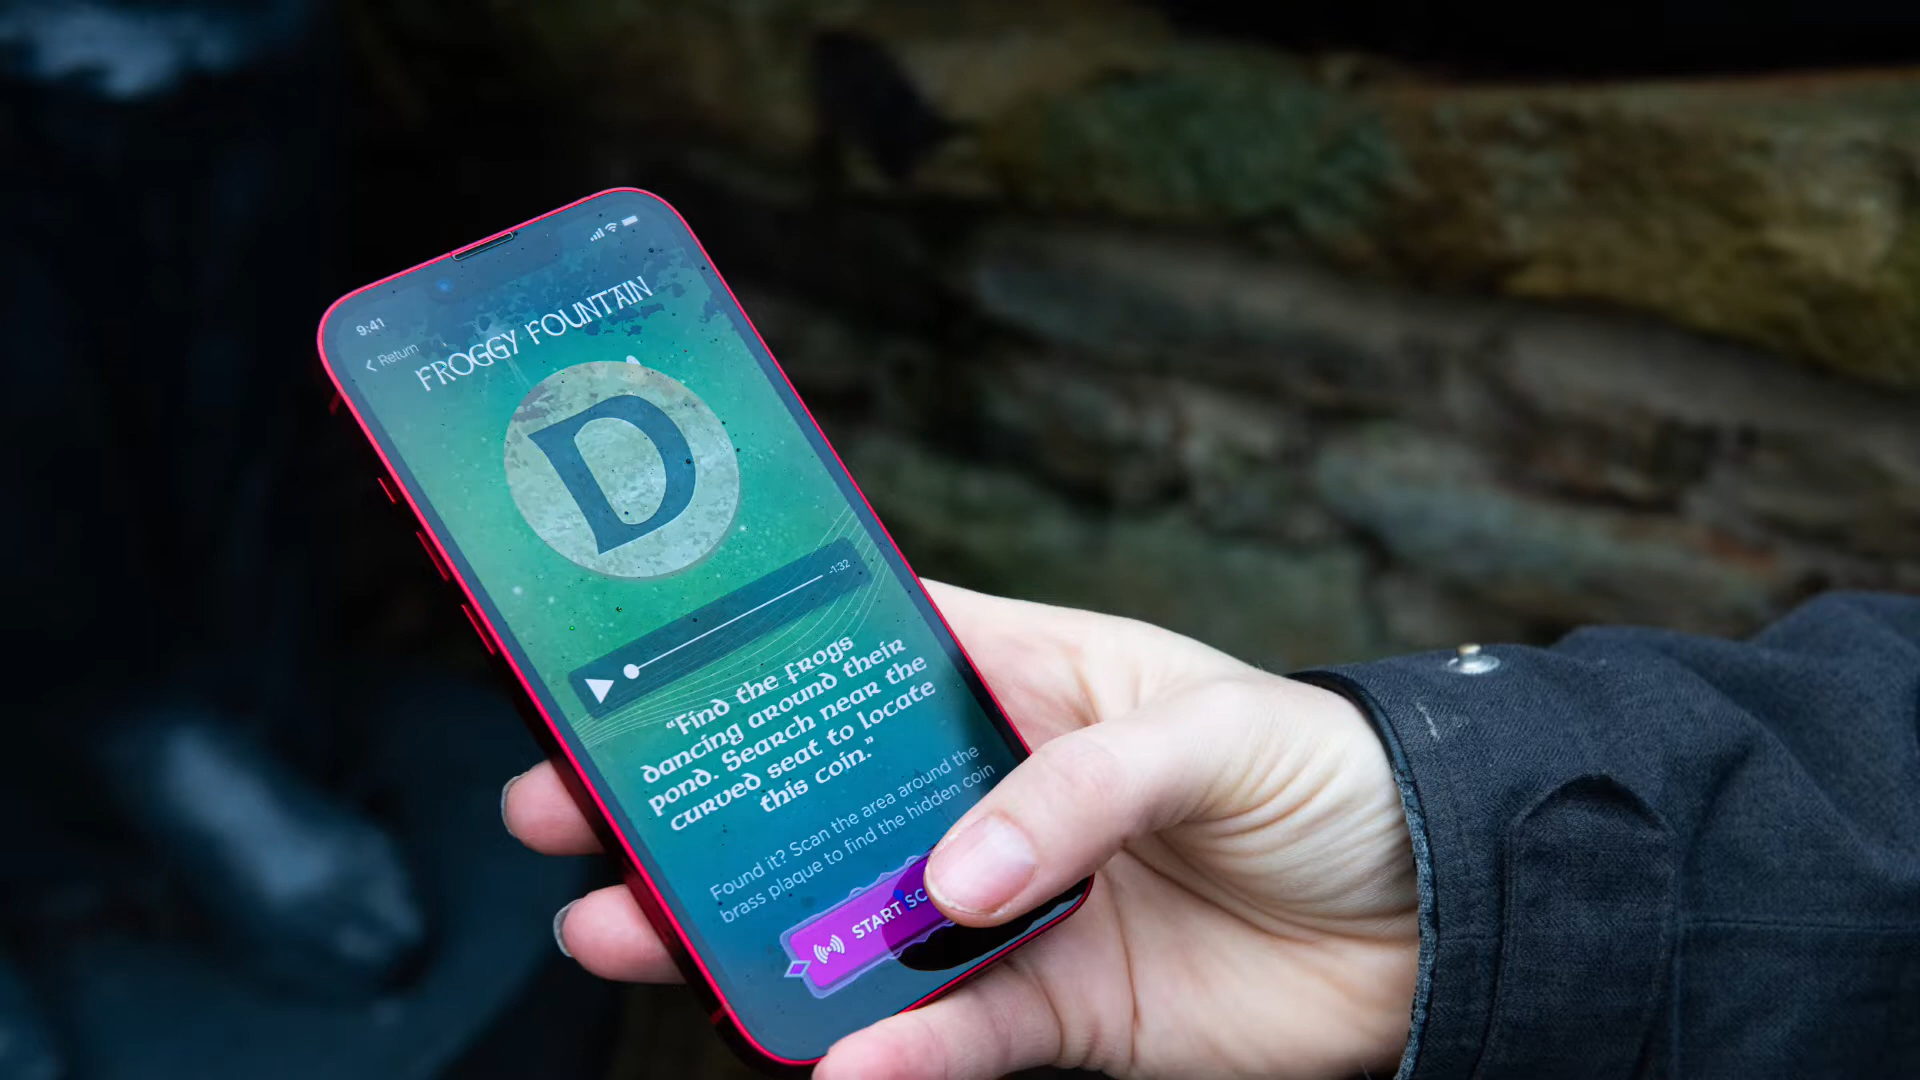 9:41
Return
FROGGY FOUNTAIN
D
-1:32
"Find the frogs
dancing around their
pond. Search near the
curved seat to locate
this coin."
Found it? Scan the area around the
brass plaque to find the hidden coin
START